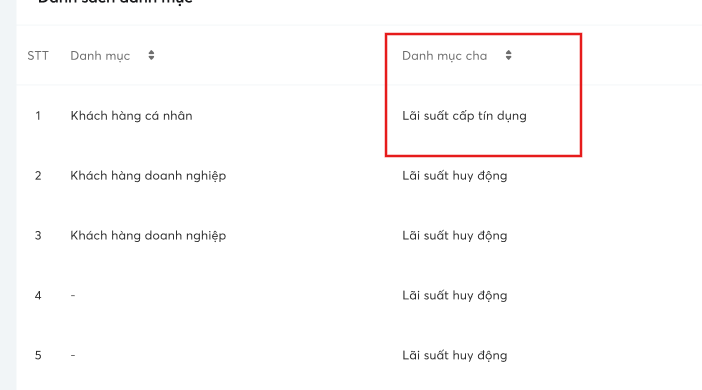 Danh sách danh mục
STT Danh mục Danh mục cha
1 Khách hàng cá nhân Lãi suất cấp tín dụng
2 Khách hàng doanh nghiệp Lãi suất huy động
3 Khách hàng doanh nghiệp Lãi suất huy động
4 - Lãi suất huy động
5 - Lãi suất huy động